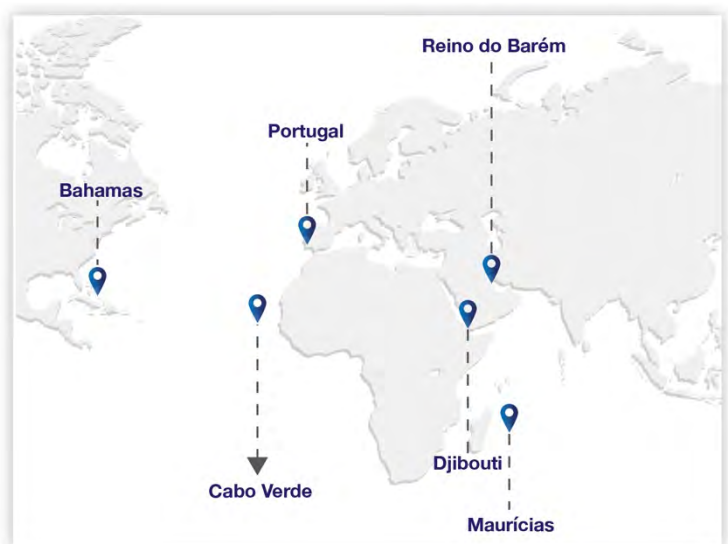 Reino do Barém
Portugal
Bahamas
Djibouti
Cabo Verde
Maurícias